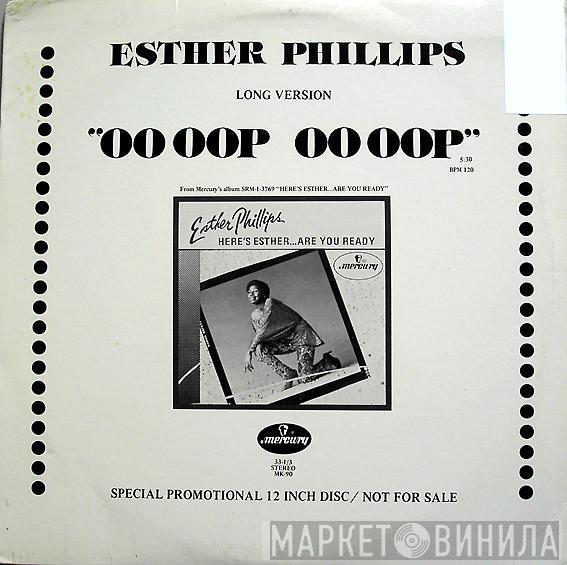 ESTHER PHILLIPS
LONG VERSION
"OO OOP OO OOP"
5:30
BPM 120
From Mercury's album SRM-1-3769 "HERE'S ESTHER...ARE YOU READY"
Esther Phillips
HERE'S ESTHER...ARE YOU READY
mercury
mercury
33-1/3
STEREO
MK-90
SPECIAL PROMOTIONAL 12 INCH DISC / NOT FOR SALE
МАРКЕТ ВИНИЛА